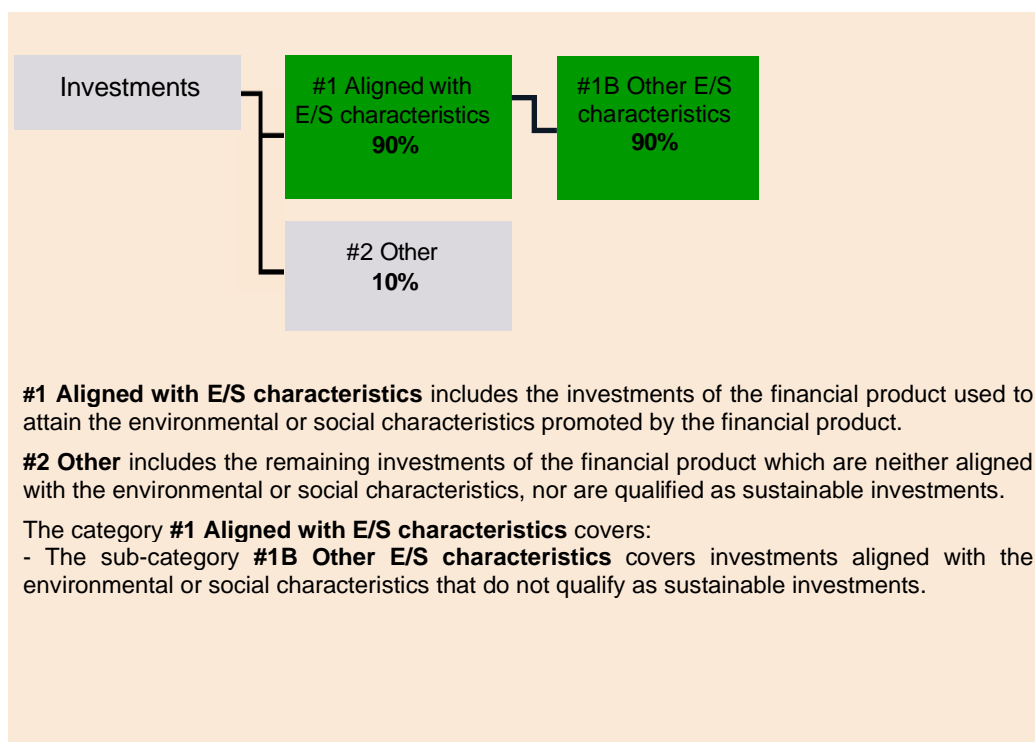 Investments
#1 Aligned with
E/S characteristics
90%
#1B Other E/S
characteristics
90%
#2 Other
10%
#1 Aligned with E/S characteristics includes the investments of the financial product used to
attain the environmental or social characteristics promoted by the financial product.
#2 Other includes the remaining investments of the financial product which are neither aligned
with the environmental or social characteristics, nor are qualified as sustainable investments.
The category #1 Aligned with E/S characteristics covers:
- The sub-category #1B Other E/S characteristics covers investments aligned with the
environmental or social characteristics that do not qualify as sustainable investments.